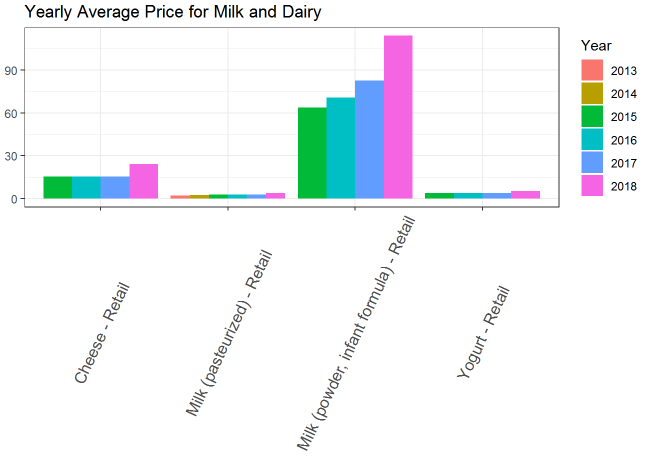 Yearly Average Price for Milk and Dairy
90
60
30
0
Cheese - Retail
Milk (pasteurized) - Retail
Milk (powder, infant formula) - Retail
Yogurt - Retail
Year
2013
2014
2015
2016
2017
2018